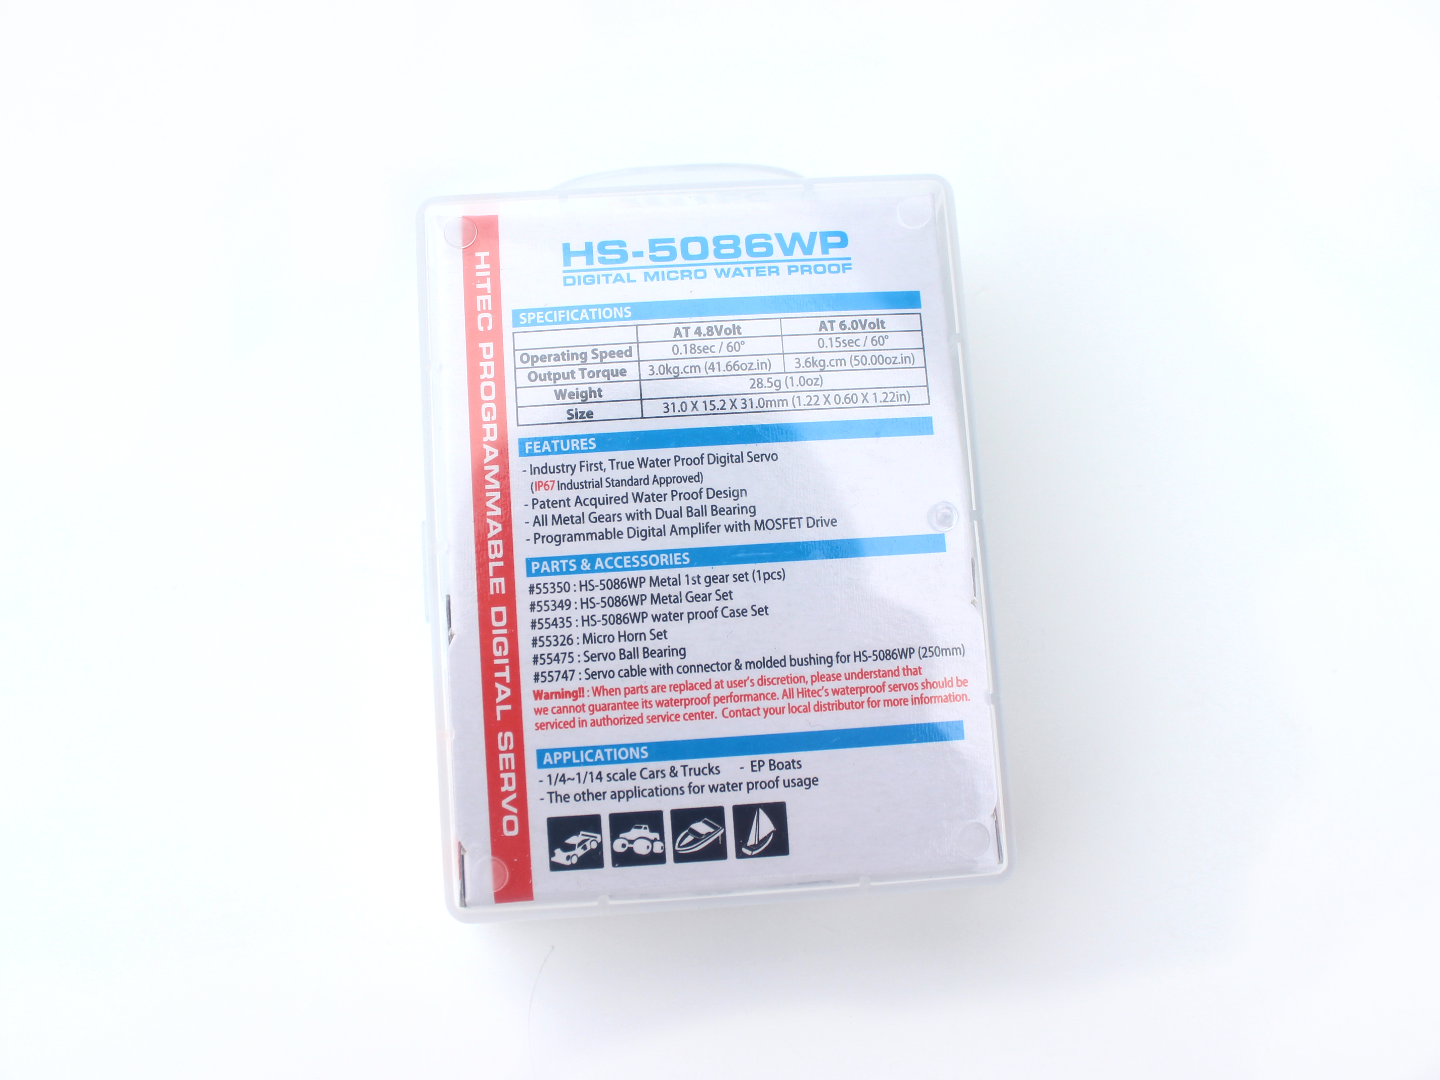 HITEC PROGRAMMABLE DIGITAL SERVO
HS-5086WP
DIGITAL MICRO WATER PROOF
SPECIFICATIONS
AT 4.8Volt AT 6.0Volt
Operating Speed 0.18sec / 60° 0.15sec / 60°
Output Torque 3.0kg.cm (41.66oz.in) 3.6kg.cm (50.00oz.in)
Weight 28.5g (1.0oz)
Size 31.0 X 15.2 X 31.0mm (1.22 X 0.60 X 1.22in)
FEATURES
- Industry First, True Water Proof Digital Servo
(IP67 Industrial Standard Approved)
- Patent Acquired Water Proof Design
- All Metal Gears with Dual Ball Bearing
- Programmable Digital Amplifer with MOSFET Drive
PARTS & ACCESSORIES
#55350 : HS-5086WP Metal 1st gear set (1pcs)
#55349 : HS-5086WP Metal Gear Set
#55435 : HS-5086WP water proof Case Set
#55326 : Micro Horn Set
#55475 : Servo Ball Bearing
#55747 : Servo cable with connector & molded bushing for HS-5086WP (250mm)
Warning!! : When parts are replaced at user's discretion, please understand that
we cannot guarantee its waterproof performance. All Hitec's waterproof servos should be
serviced in authorized service center. Contact your local distributor for more information.
APPLICATIONS
- 1/4~1/14 scale Cars & Trucks - EP Boats
- The other applications for water proof usage